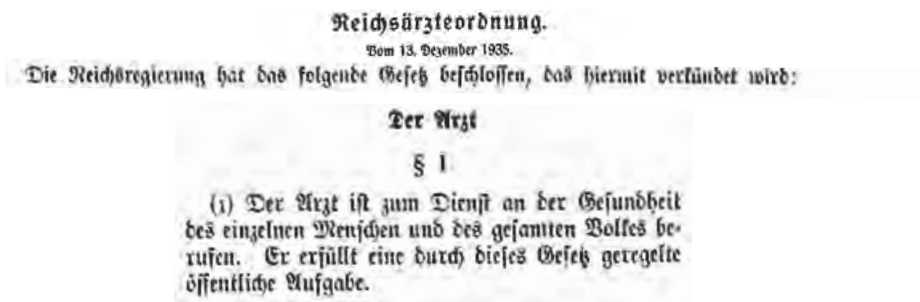 Reichsärzteordnung.
Vom 13. Dezember 1935.
Die Reichsregierung hat das folgende Gesetz beschlossen, das hiermit verkündet wird:
Der Arzt
§ 1
(1) Der Arzt ist zum Dienst an der Gesundheit
des einzelnen Menschen und des gesamten Volkes be-
rufen. Er erfüllt eine durch dieses Gesetz geregelte
öffentliche Aufgabe.